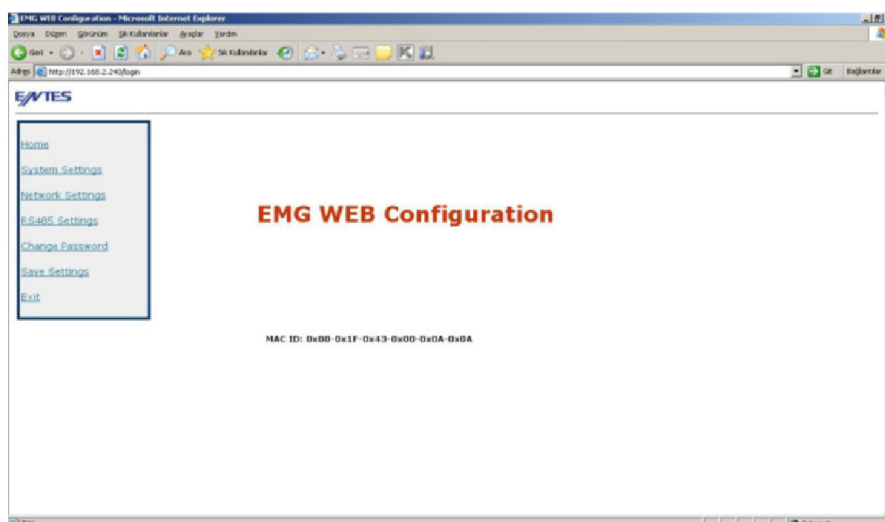 EMG WEB Configuration - Microsoft Internet Explorer
Dosya Düzen Görünüm Sık Kullanılanlar Araçlar Yardım
Geri Ara Sık Kullanılanlar
Adres http://192.168.2.240/login Git Bağlantılar
ENTES
Home
System Settings
Network Settings
RS485 Settings
Change Password
Save Settings
Exit
EMG WEB Configuration
MAC ID: 0x00-0x1F-0x43-0x00-0x0A-0x0A